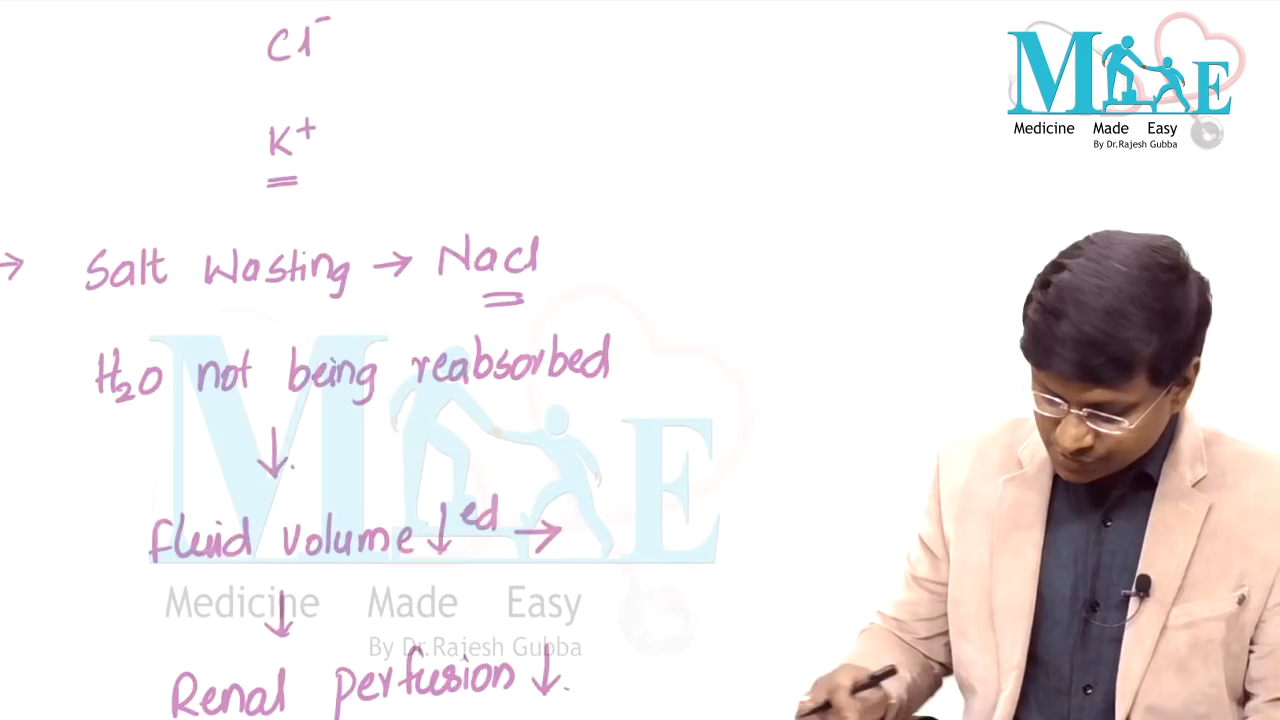 Cl⁻
K⁺
→ Salt Wasting → NaCl
H₂O not being reabsorbed
↓
fluid volume ↓ed →
↓
Renal perfusion ↓.
M E
Medicine Made Easy
By Dr.Rajesh Gubba
M E
Medicine Made Easy
By Dr.Rajesh Gubba